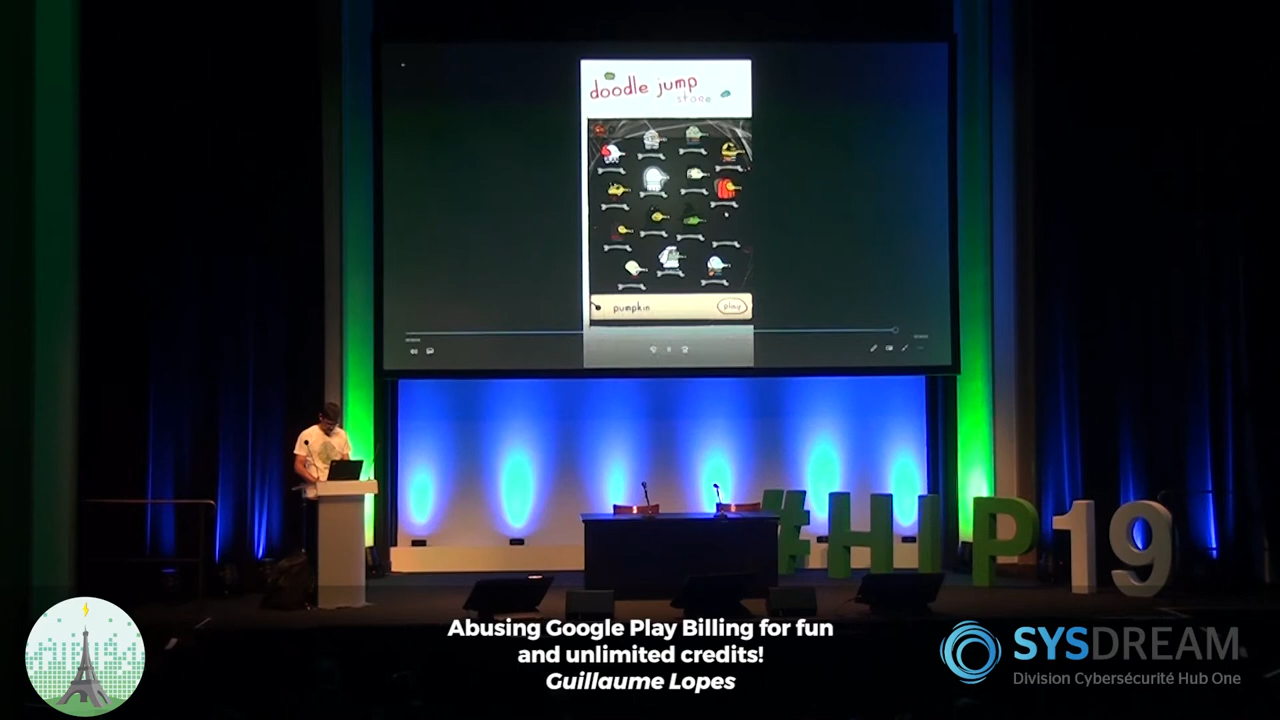 doodle jump
store
pumpkin
play
#HIP19
Abusing Google Play Billing for fun
and unlimited credits!
Guillaume Lopes
SYSDREAM
Division Cybersécurité Hub One